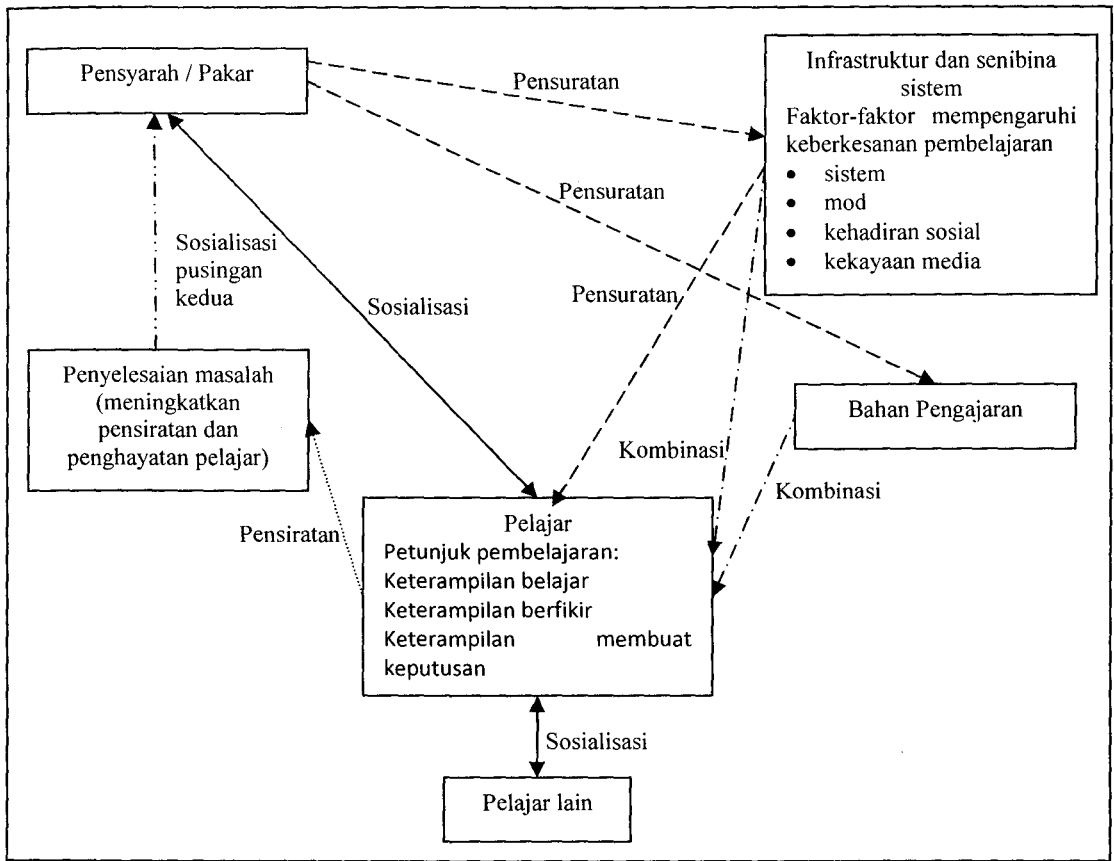 Pensyarah / Pakar
Pensuratan
Infrastruktur dan senibina
sistem
Faktor-faktor mempengaruhi
keberkesanan pembelajaran
• sistem
• mod
• kehadiran sosial
• kekayaan media
Pensuratan
Sosialisasi
pusingan
kedua
Sosialisasi
Pensuratan
Penyelesaian masalah
(meningkatkan
pensiratan dan
penghayatan pelajar)
Bahan Pengajaran
Kombinasi
Kombinasi
Pensiratan
Pelajar
Petunjuk pembelajaran:
Keterampilan belajar
Keterampilan berfikir
Keterampilan membuat
keputusan
Sosialisasi
Pelajar lain